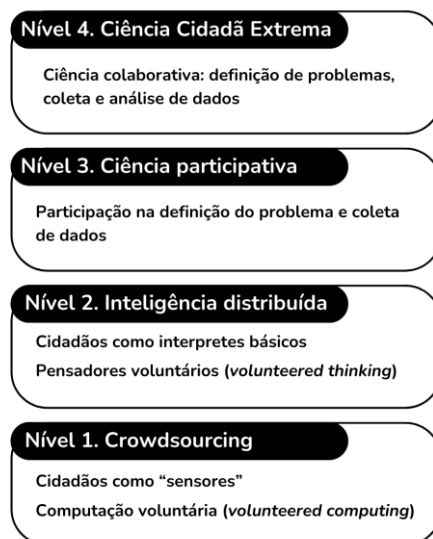 Nível 4. Ciência Cidadã Extrema
Ciência colaborativa: definição de problemas,
coleta e análise de dados
Nível 3. Ciência participativa
Participação na definição do problema e coleta
de dados
Nível 2. Inteligência distribuída
Cidadãos como interpretes básicos
Pensadores voluntários (volunteered thinking)
Nível 1. Crowdsourcing
Cidadãos como “sensores”
Computação voluntária (volunteered computing)